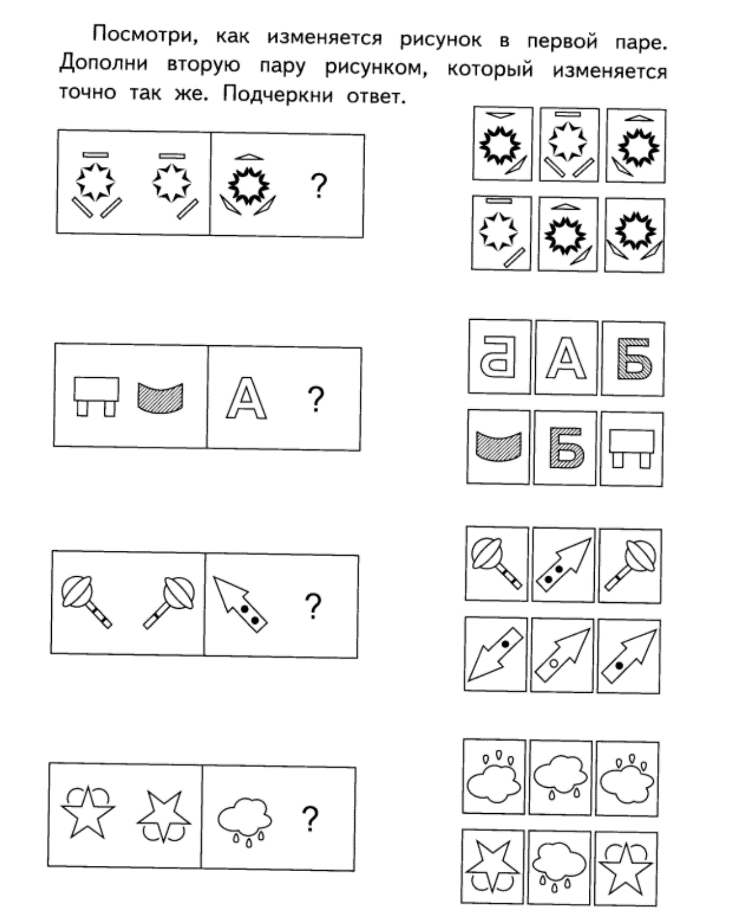 Посмотри, как изменяется рисунок в первой паре.
Дополни вторую пару рисунком, который изменяется
точно так же. Подчеркни ответ.
?
А ?
Б А Б
Б
?
?